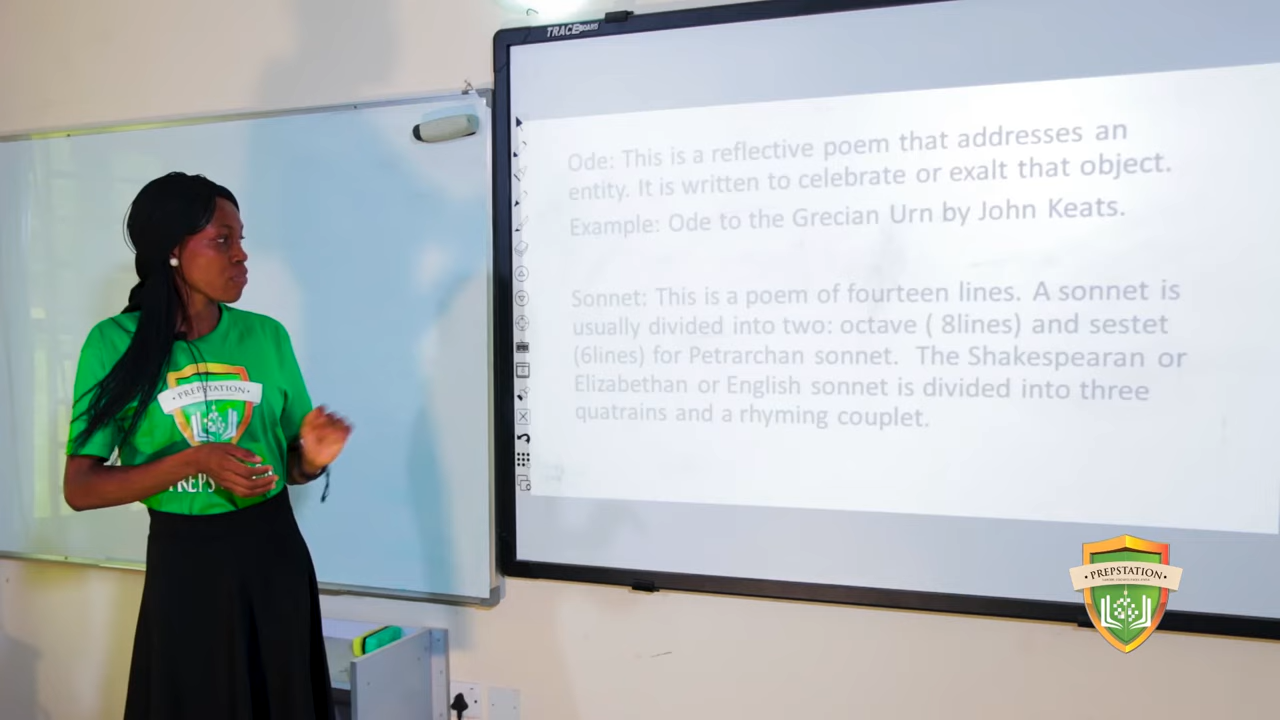 TRACEBOARD
Ode: This is a reflective poem that addresses an
entity. It is written to celebrate or exalt that object.
Example: Ode to the Grecian Urn by John Keats.
Sonnet: This is a poem of fourteen lines. A sonnet is
usually divided into two: octave ( 8lines) and sestet
(6lines) for Petrarchan sonnet. The Shakespearan or
Elizabethan or English sonnet is divided into three
quatrains and a rhyming couplet.
• PREPSTATION •
• PREPSTATION •